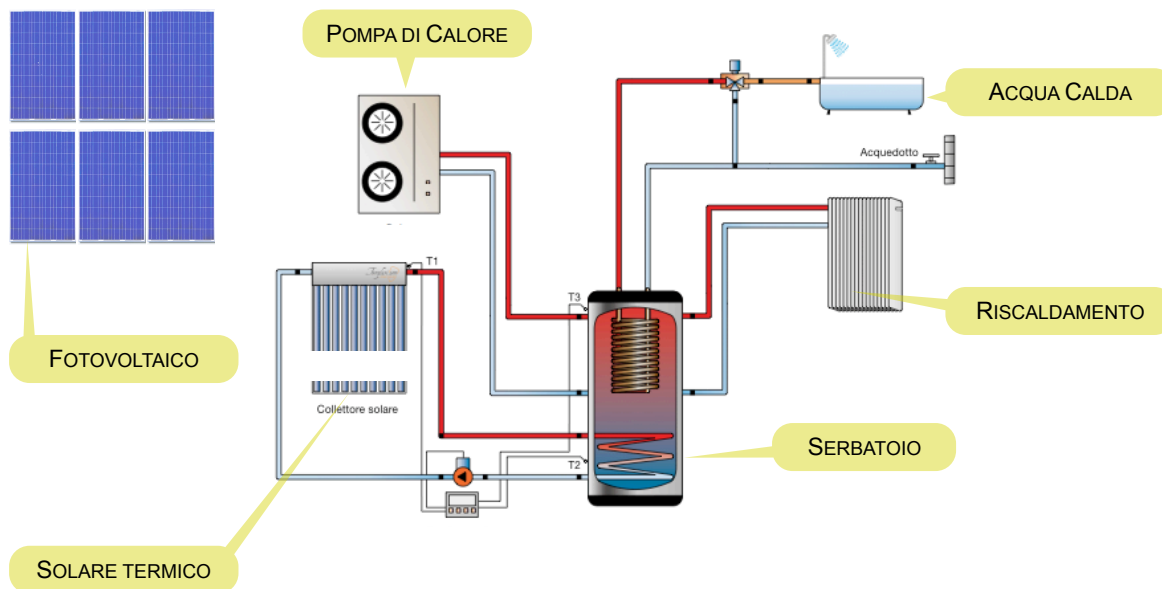 POMPA DI CALORE
ACQUA CALDA
Acquedotto
T1
T3
RISCALDAMENTO
FOTOVOLTAICO
Collettore solare
SERBATOIO
T2
SOLARE TERMICO